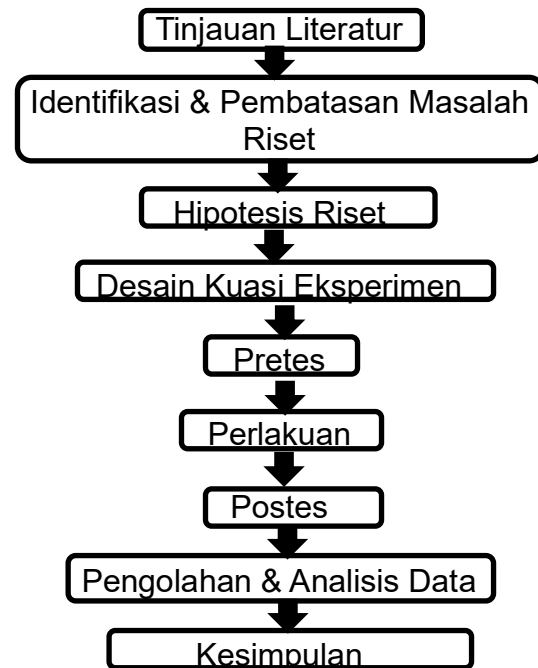 Tinjauan Literatur
Identifikasi & Pembatasan Masalah
Riset
Hipotesis Riset
Desain Kuasi Eksperimen
Pretes
Perlakuan
Postes
Pengolahan & Analisis Data
Kesimpulan